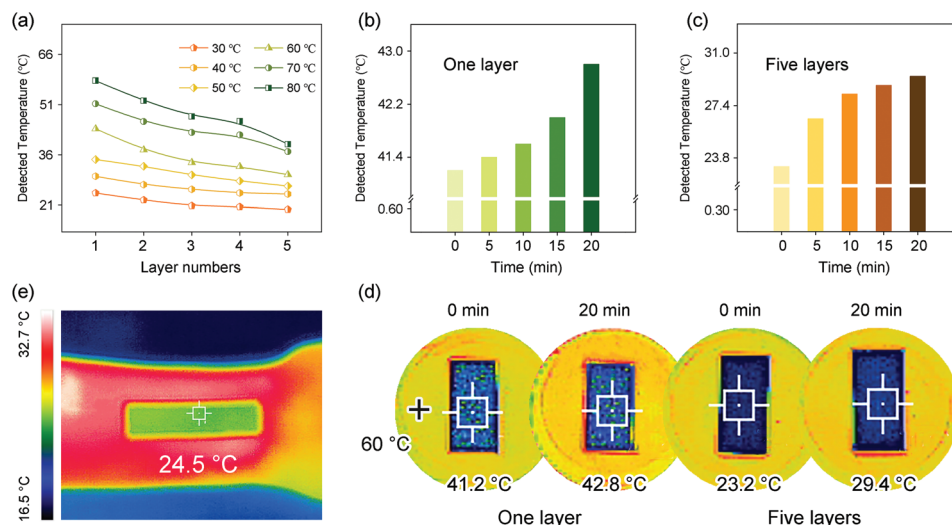 (a)
Detected Temperature (℃)
66
51
36
21
30 ℃
40 ℃
50 ℃
60 ℃
70 ℃
80 ℃
1 2 3 4 5
Layer numbers
(b)
Detected Temperature (℃)
43.0
42.2
41.4
0.60
One layer
0 5 10 15 20
Time (min)
(c)
Detected Temperature (℃)
31.0
27.4
23.8
0.30
Five layers
0 5 10 15 20
Time (min)
(e)
32.7 °C
16.5 °C
24.5 °C
(d)
0 min 20 min 0 min 20 min
+
60 °C
41.2 °C 42.8 °C 23.2 °C 29.4 °C
One layer Five layers